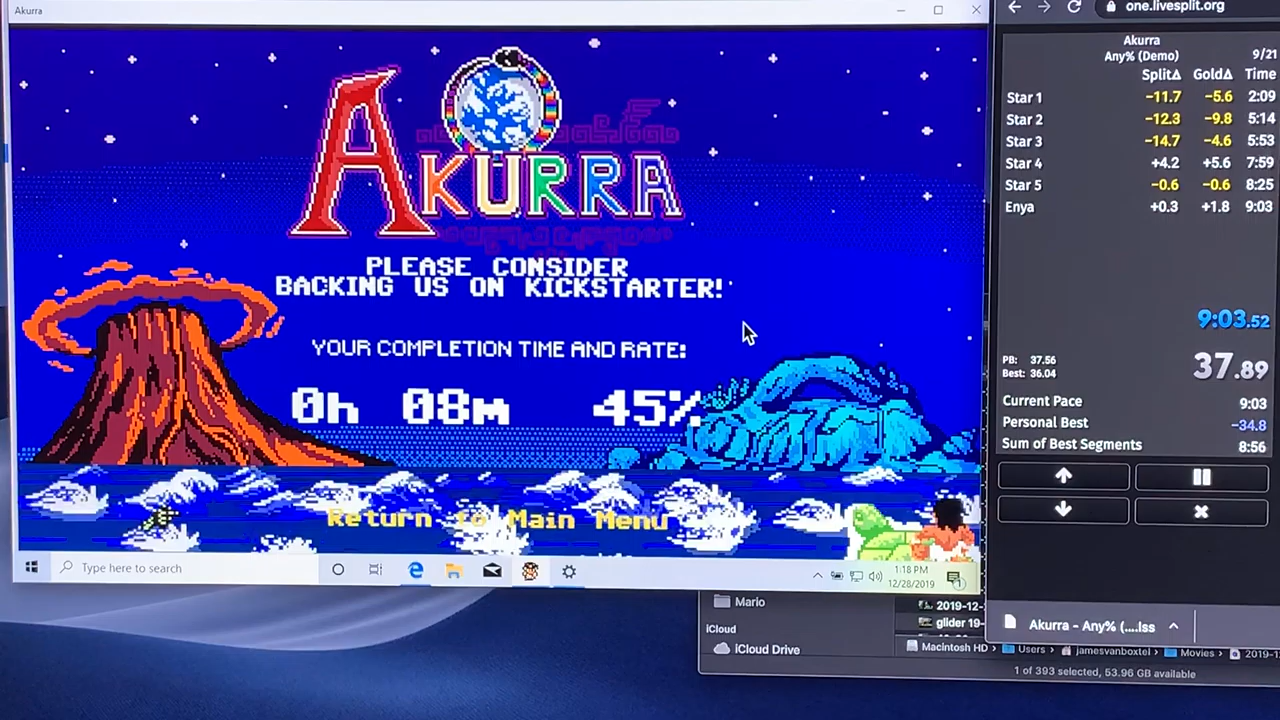 Akurra
AKURRA
PLEASE CONSIDER
BACKING US ON KICKSTARTER!
YOUR COMPLETION TIME AND RATE:
0h 08m 45%
Return to Main Menu
Type here to search
1:18 PM
12/28/2019
1
one.livesplit.org
Akurra
Any% (Demo) 9/21
SplitΔ GoldΔ Time
Star 1 −11.7 −5.6 2:09
Star 2 −12.3 −9.8 5:14
Star 3 −14.7 −4.6 5:53
Star 4 +4.2 +5.6 7:59
Star 5 −0.6 −0.6 8:25
Enya +0.3 +1.8 9:03
9:03.52
PB: 37.56
Best: 36.04
37.89
Current Pace 9:03
Personal Best −34.8
Sum of Best Segments 8:56
Akurra - Any% (....lss
Mario
iCloud
iCloud Drive
2019-12-
glider 19-
Macintosh HD › Users › jamesvanboxtel › Movies › 2019-1
1 of 393 selected, 53.96 GB available